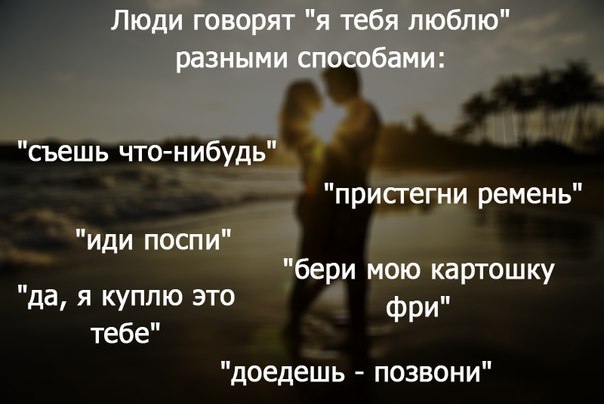 Люди говорят "я тебя люблю"
разными способами:
"съешь что-нибудь"
"пристегни ремень"
"иди поспи"
"бери мою картошку
фри"
"да, я куплю это
тебе"
"доедешь - позвони"